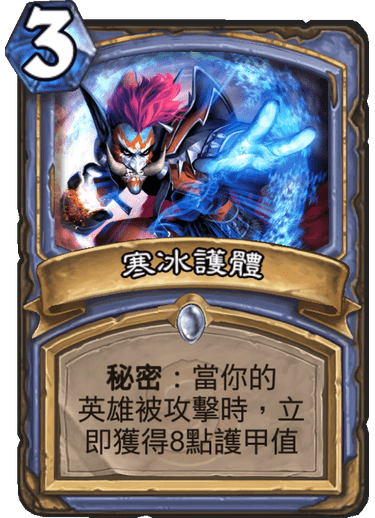 3
寒冰護體
秘密：當你的
英雄被攻擊時，立
即獲得8點護甲值